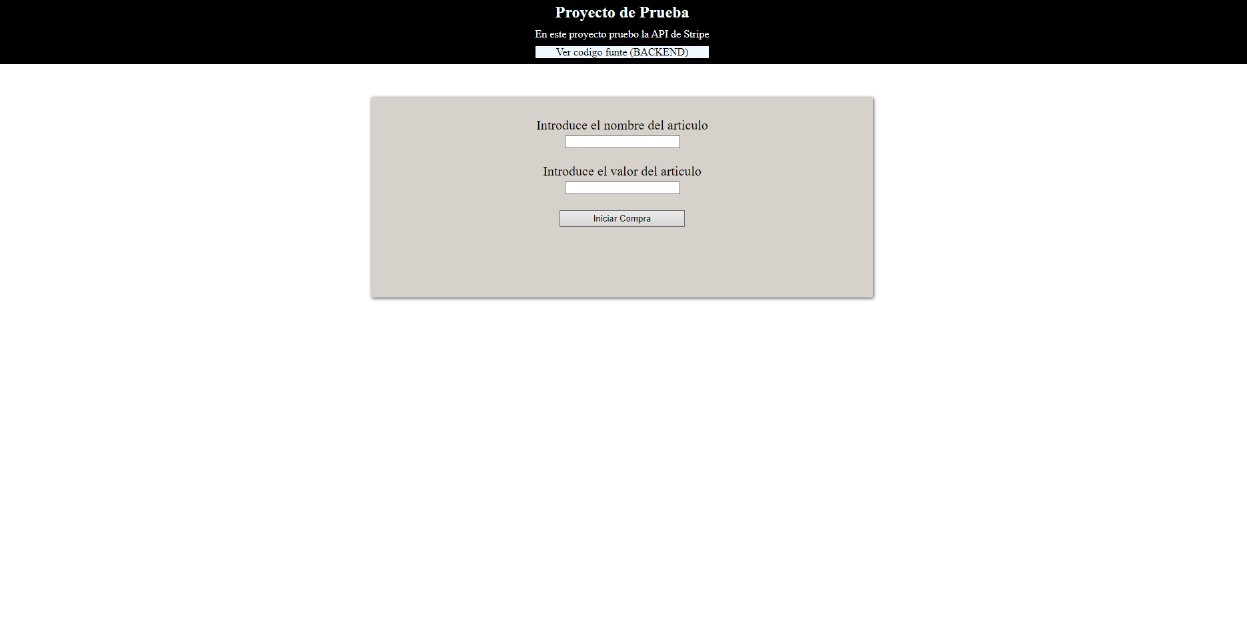 Proyecto de Prueba
En este proyecto pruebo la API de Stripe
Ver codigo funte (BACKEND)
Introduce el nombre del articulo
Introduce el valor del articulo
Iniciar Compra